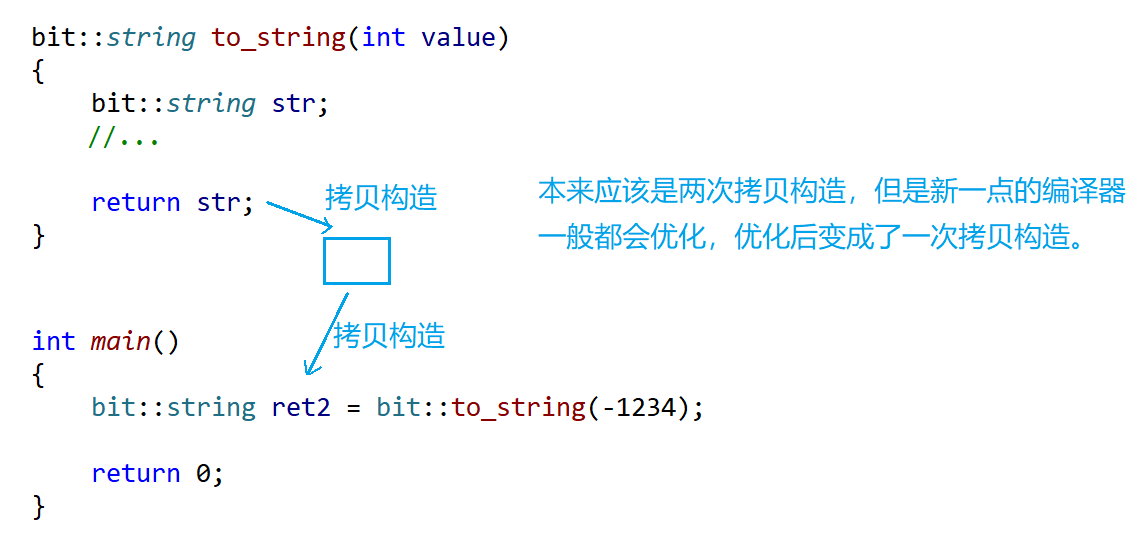 bit::string to_string(int value)
{
bit::string str;
//...
return str;
拷贝构造
本来应该是两次拷贝构造，但是新一点的编译器
一般都会优化，优化后变成了一次拷贝构造。
}
拷贝构造
int main()
{
bit::string ret2 = bit::to_string(-1234);
return 0;
}